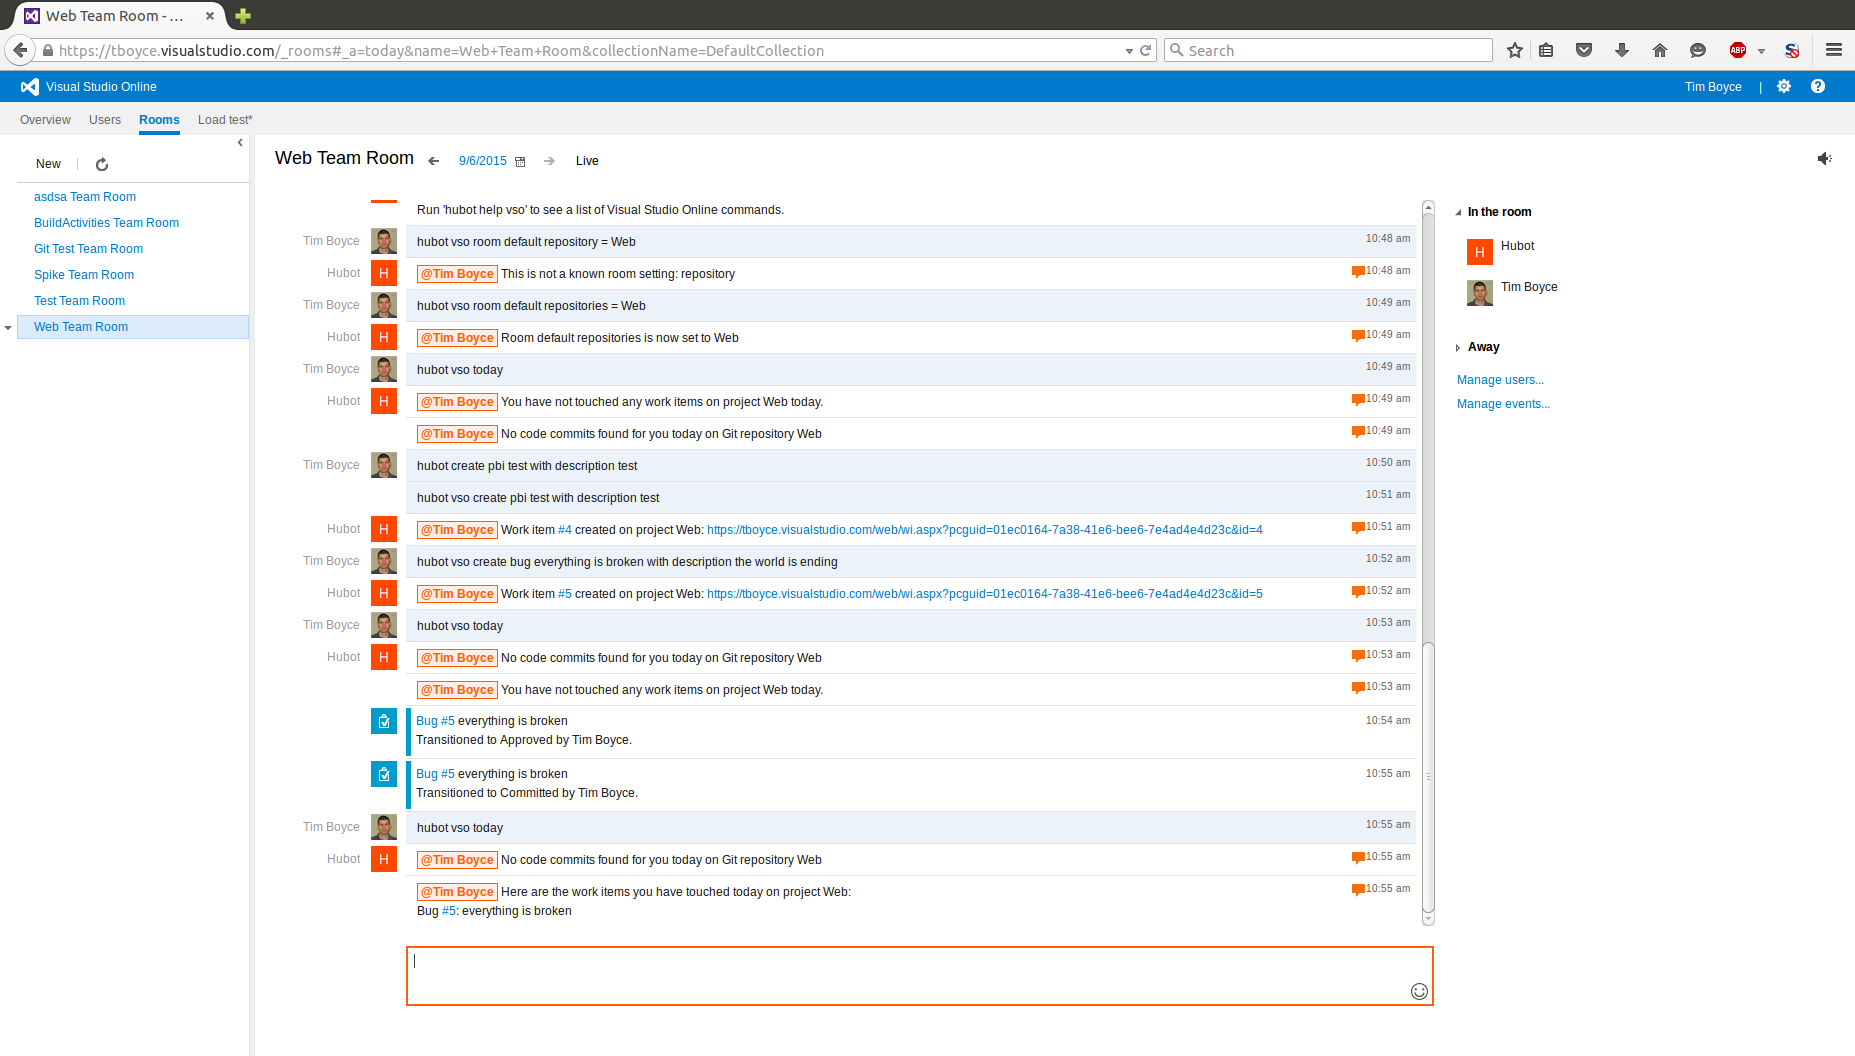 Web Team Room - ...
https://tboyce.visualstudio.com/_rooms#_a=today&name=Web+Team+Room&collectionName=DefaultCollection
Search
ABP
S
Visual Studio Online
Tim Boyce |
?
Overview Users Rooms Load test*
New
asdsa Team Room
BuildActivities Team Room
Git Test Team Room
Spike Team Room
Test Team Room
Web Team Room
Web Team Room 9/6/2015 Live
Run 'hubot help vso' to see a list of Visual Studio Online commands.
Tim Boyce hubot vso room default repository = Web 10:48 am
Hubot H @Tim Boyce This is not a known room setting: repository 10:48 am
Tim Boyce hubot vso room default repositories = Web 10:49 am
Hubot H @Tim Boyce Room default repositories is now set to Web 10:49 am
Tim Boyce hubot vso today 10:49 am
Hubot H @Tim Boyce You have not touched any work items on project Web today. 10:49 am
@Tim Boyce No code commits found for you today on Git repository Web 10:49 am
Tim Boyce hubot create pbi test with description test 10:50 am
hubot vso create pbi test with description test 10:51 am
Hubot H @Tim Boyce Work item #4 created on project Web: https://tboyce.visualstudio.com/web/wi.aspx?pcguid=01ec0164-7a38-41e6-bee6-7e4ad4e4d23c&id=4 10:51 am
Tim Boyce hubot vso create bug everything is broken with description the world is ending 10:52 am
Hubot H @Tim Boyce Work item #5 created on project Web: https://tboyce.visualstudio.com/web/wi.aspx?pcguid=01ec0164-7a38-41e6-bee6-7e4ad4e4d23c&id=5 10:52 am
Tim Boyce hubot vso today 10:53 am
Hubot H @Tim Boyce No code commits found for you today on Git repository Web 10:53 am
@Tim Boyce You have not touched any work items on project Web today. 10:53 am
Bug #5 everything is broken 10:54 am
Transitioned to Approved by Tim Boyce.
Bug #5 everything is broken 10:55 am
Transitioned to Committed by Tim Boyce.
Tim Boyce hubot vso today 10:55 am
Hubot H @Tim Boyce No code commits found for you today on Git repository Web 10:55 am
@Tim Boyce Here are the work items you have touched today on project Web: 10:55 am
Bug #5: everything is broken
In the room
H Hubot
Tim Boyce
Away
Manage users...
Manage events...